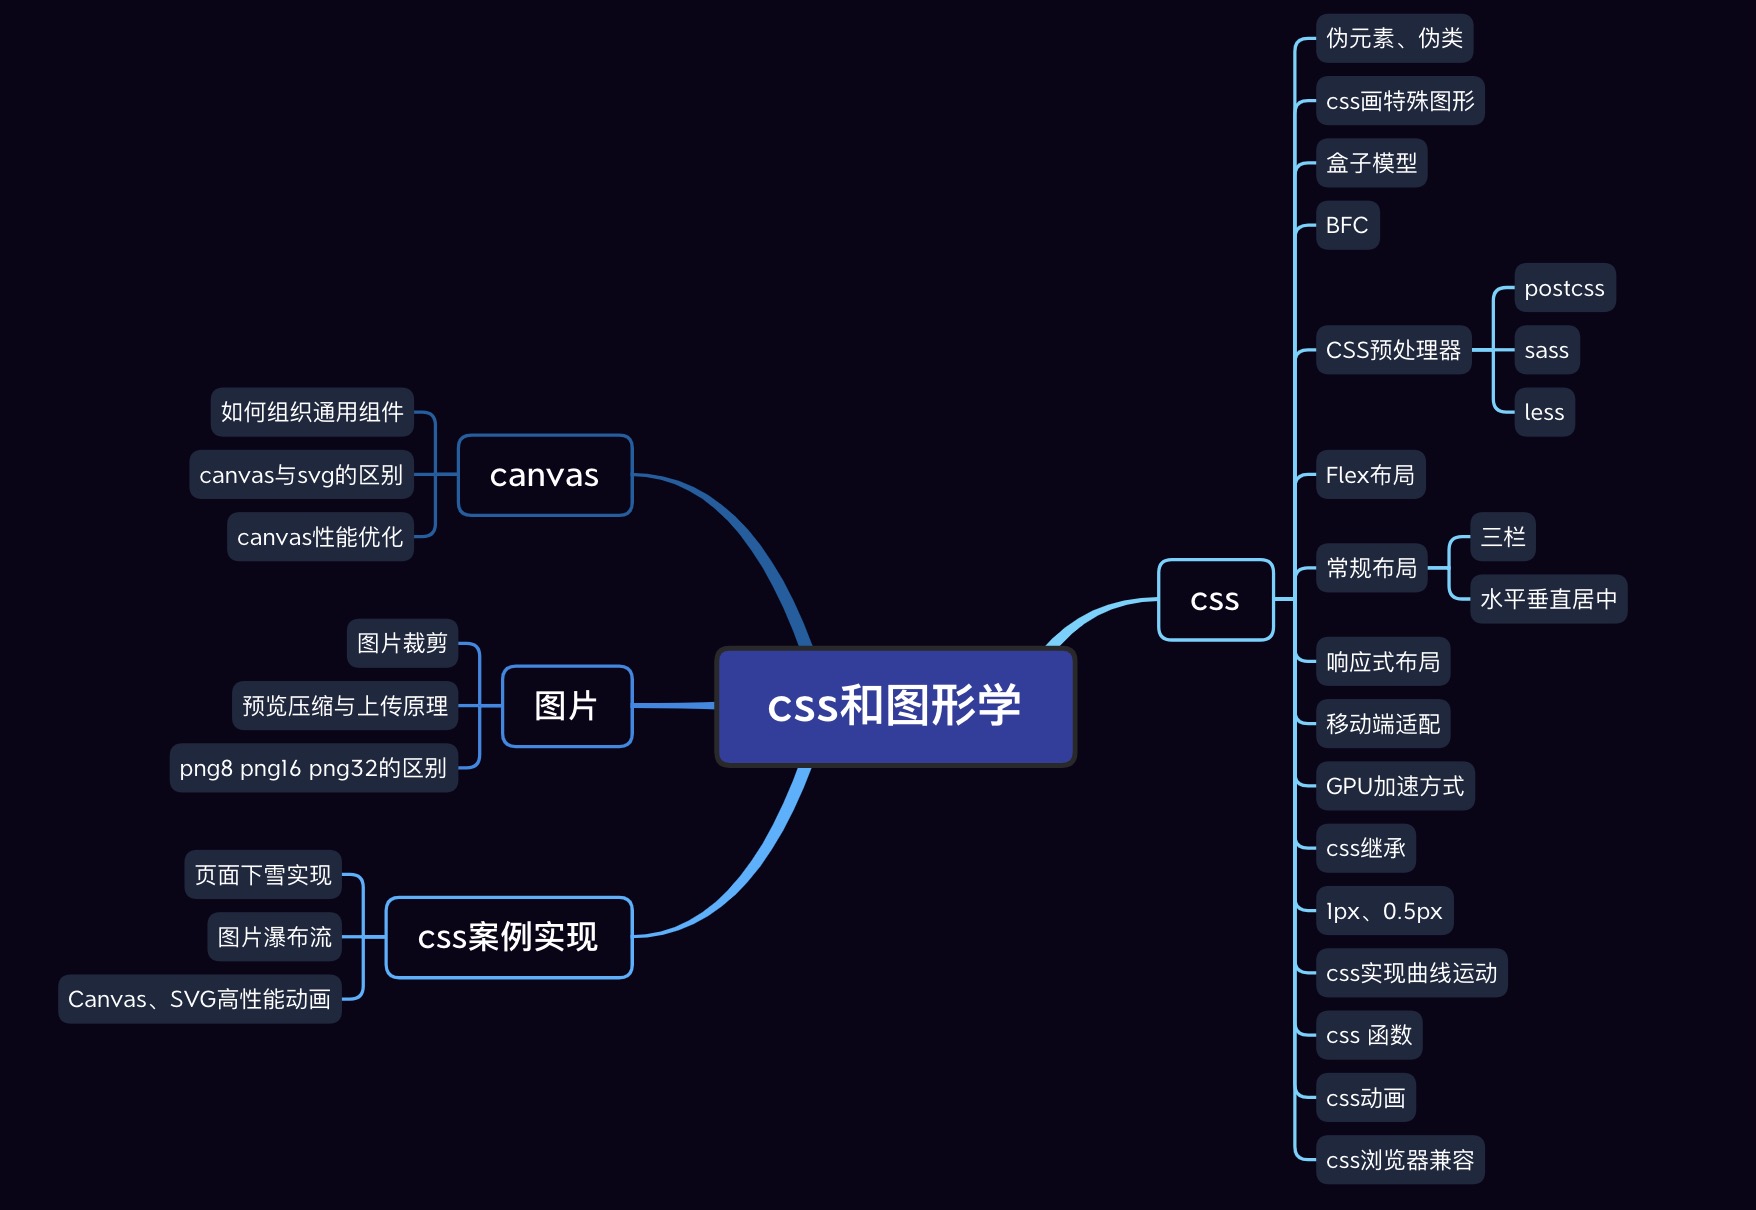 css和图形学
css
伪元素、伪类
css画特殊图形
盒子模型
BFC
CSS预处理器
postcss
sass
less
Flex布局
常规布局
三栏
水平垂直居中
响应式布局
移动端适配
GPU加速方式
css继承
1px、0.5px
css实现曲线运动
css 函数
css动画
css浏览器兼容
canvas
如何组织通用组件
canvas与svg的区别
canvas性能优化
图片
图片裁剪
预览压缩与上传原理
png8 png16 png32的区别
css案例实现
页面下雪实现
图片瀑布流
Canvas、SVG高性能动画